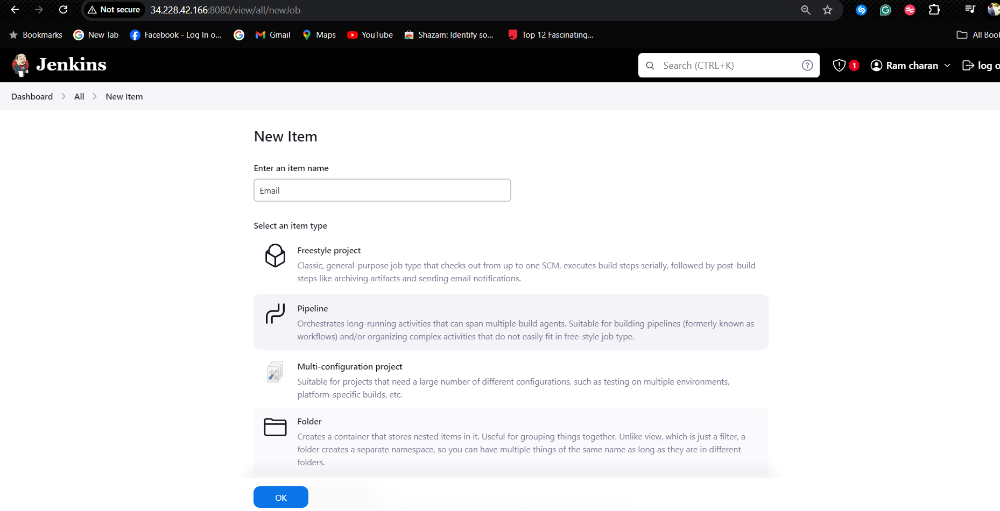 Not secure 34.228.42.166:8080/view/all/newJob
Bookmarks New Tab Facebook - Log In o... Gmail Maps YouTube Shazam: Identify so... Top 12 Fascinating... All Book
Jenkins Search (CTRL+K) ? 1 Ram charan log o
Dashboard All New Item
New Item
Enter an item name
Email
Select an item type
Freestyle project
Classic, general-purpose job type that checks out from up to one SCM, executes build steps serially, followed by post-build
steps like archiving artifacts and sending email notifications.
Pipeline
Orchestrates long-running activities that can span multiple build agents. Suitable for building pipelines (formerly known as
workflows) and/or organizing complex activities that do not easily fit in free-style job type.
Multi-configuration project
Suitable for projects that need a large number of different configurations, such as testing on multiple environments,
platform-specific builds, etc.
Folder
Creates a container that stores nested items in it. Useful for grouping things together. Unlike view, which is just a filter, a
folder creates a separate namespace, so you can have multiple things of the same name as long as they are in different
folders.
OK